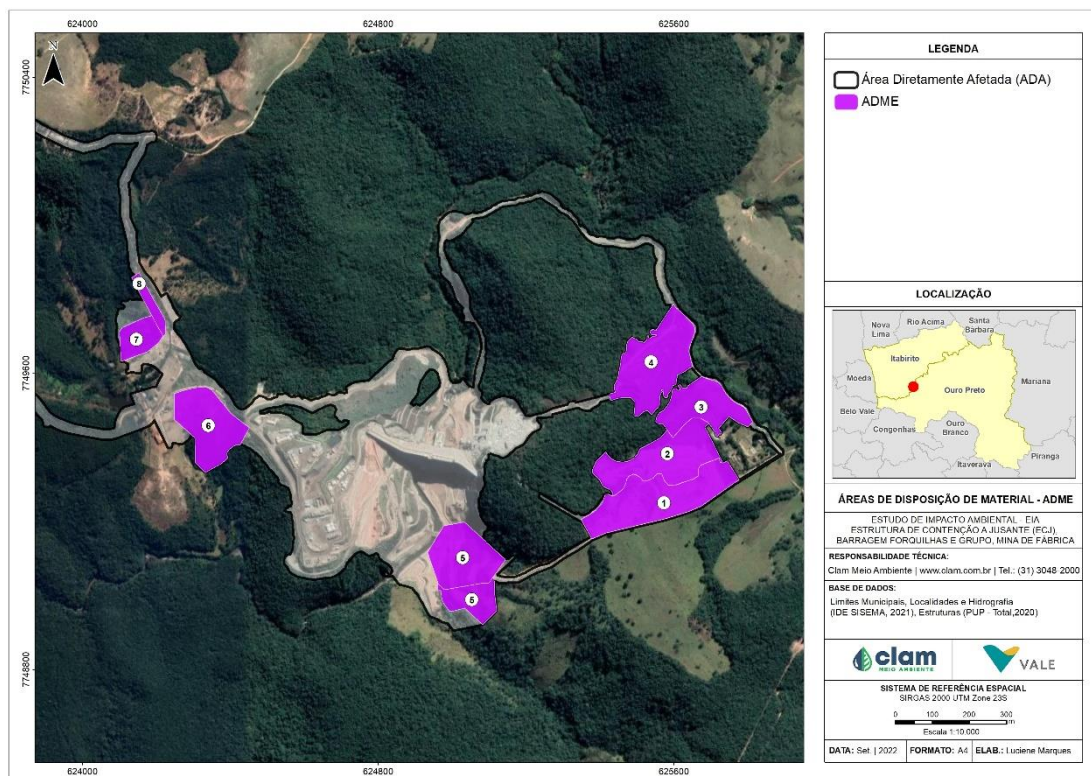 624000
624800
625600
7750400
7749600
7748800
N
8
7
6
4
3
2
1
5
5
624000
624800
625600
LEGENDA
Área Diretamente Afetada (ADA)
ADME
LOCALIZAÇÃO
Nova Lima
Rio Acima
Santa Bárbara
Itabirito
Moeda
Ouro Preto
Mariana
Belo Vale
Congonhas
Ouro Branco
Piranga
Itaverava
ÁREAS DE DISPOSIÇÃO DE MATERIAL - ADME
ESTUDO DE IMPACTO AMBIENTAL - EIA
ESTRUTURA DE CONTENÇÃO A JUSANTE (ECJ),
BARRAGEM FORQUILHAS E GRUPO, MINA DE FÁBRICA
RESPONSABILIDADE TÉCNICA:
Clam Meio Ambiente | www.clam.com.br | Tel.: (31) 3048-2000
BASE DE DADOS:
Limites Municipais, Localidades e Hidrografia
(IDE SISEMA, 2021), Estruturas (PUP - Total,2020)
clam
MEIO AMBIENTE
VALE
SISTEMA DE REFERÊNCIA ESPACIAL
SIRGAS 2000 UTM Zone 23S
0 100 200 300
m
Escala 1:10.000
DATA: Set. | 2022 FORMATO: A4 ELAB.: Luciene Marques